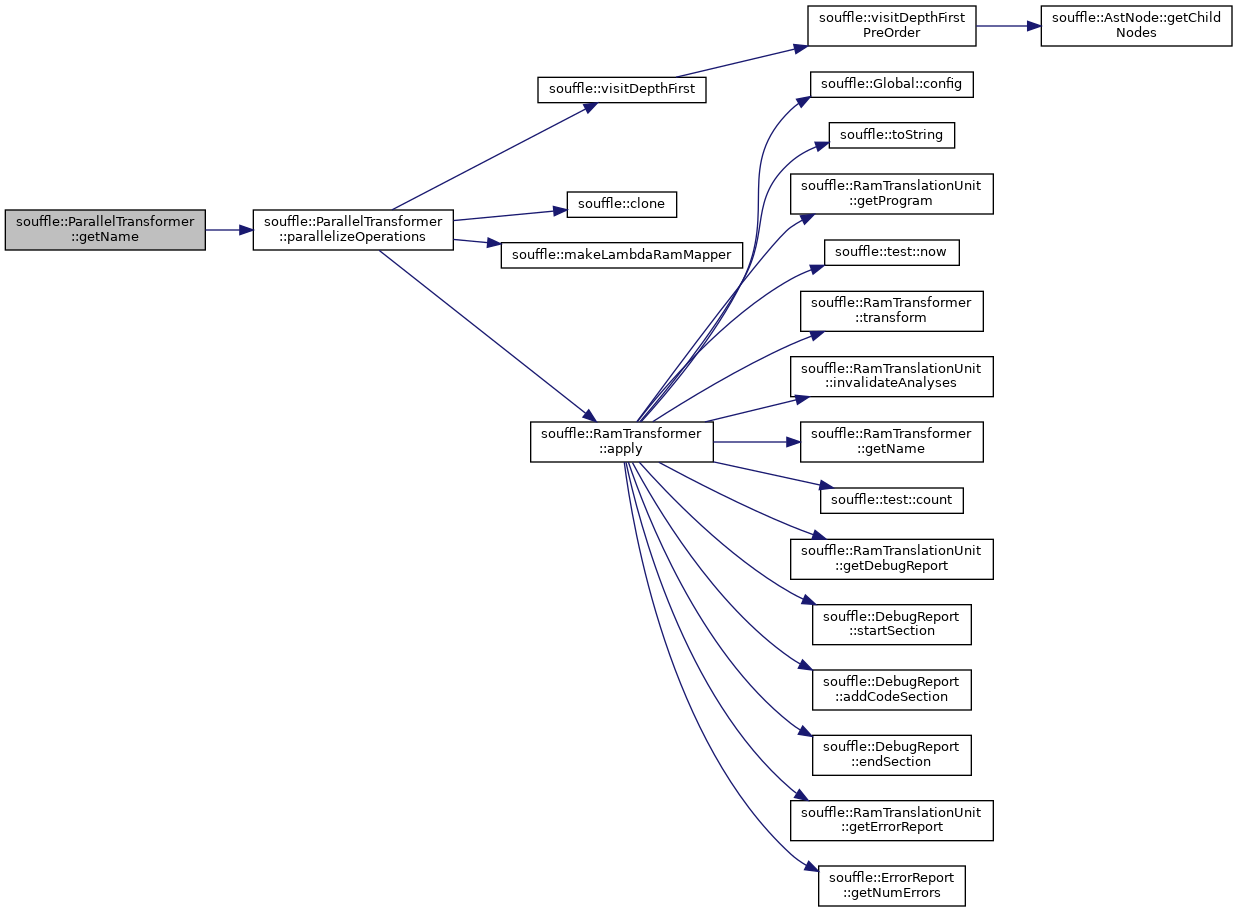 souffle::visitDepthFirst
PreOrder
souffle::AstNode::getChild
Nodes
souffle::Global::config
souffle::visitDepthFirst
souffle::toString
souffle::RamTranslationUnit
::getProgram
souffle::clone
souffle::ParallelTransformer
::getName
souffle::ParallelTransformer
::parallelizeOperations
souffle::makeLambdaRamMapper
souffle::test::now
souffle::RamTransformer
::transform
souffle::RamTranslationUnit
::invalidateAnalyses
souffle::RamTransformer
::apply
souffle::RamTransformer
::getName
souffle::test::count
souffle::RamTranslationUnit
::getDebugReport
souffle::DebugReport
::startSection
souffle::DebugReport
::addCodeSection
souffle::DebugReport
::endSection
souffle::RamTranslationUnit
::getErrorReport
souffle::ErrorReport
::getNumErrors